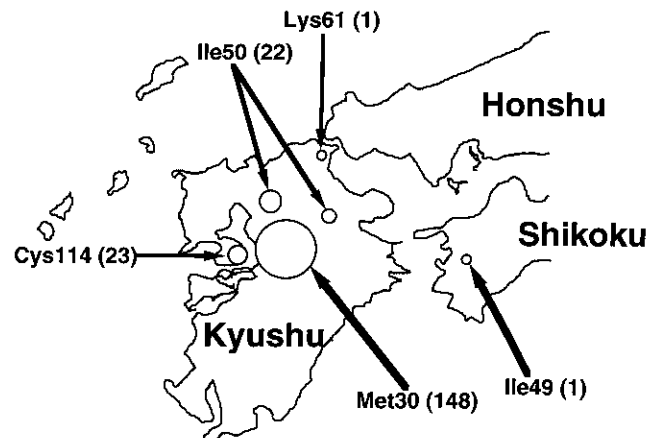 Lys61 (1)
Ile50 (22)
Honshu
Shikoku
Cys114 (23)
Kyushu
Met30 (148)
Ile49 (1)